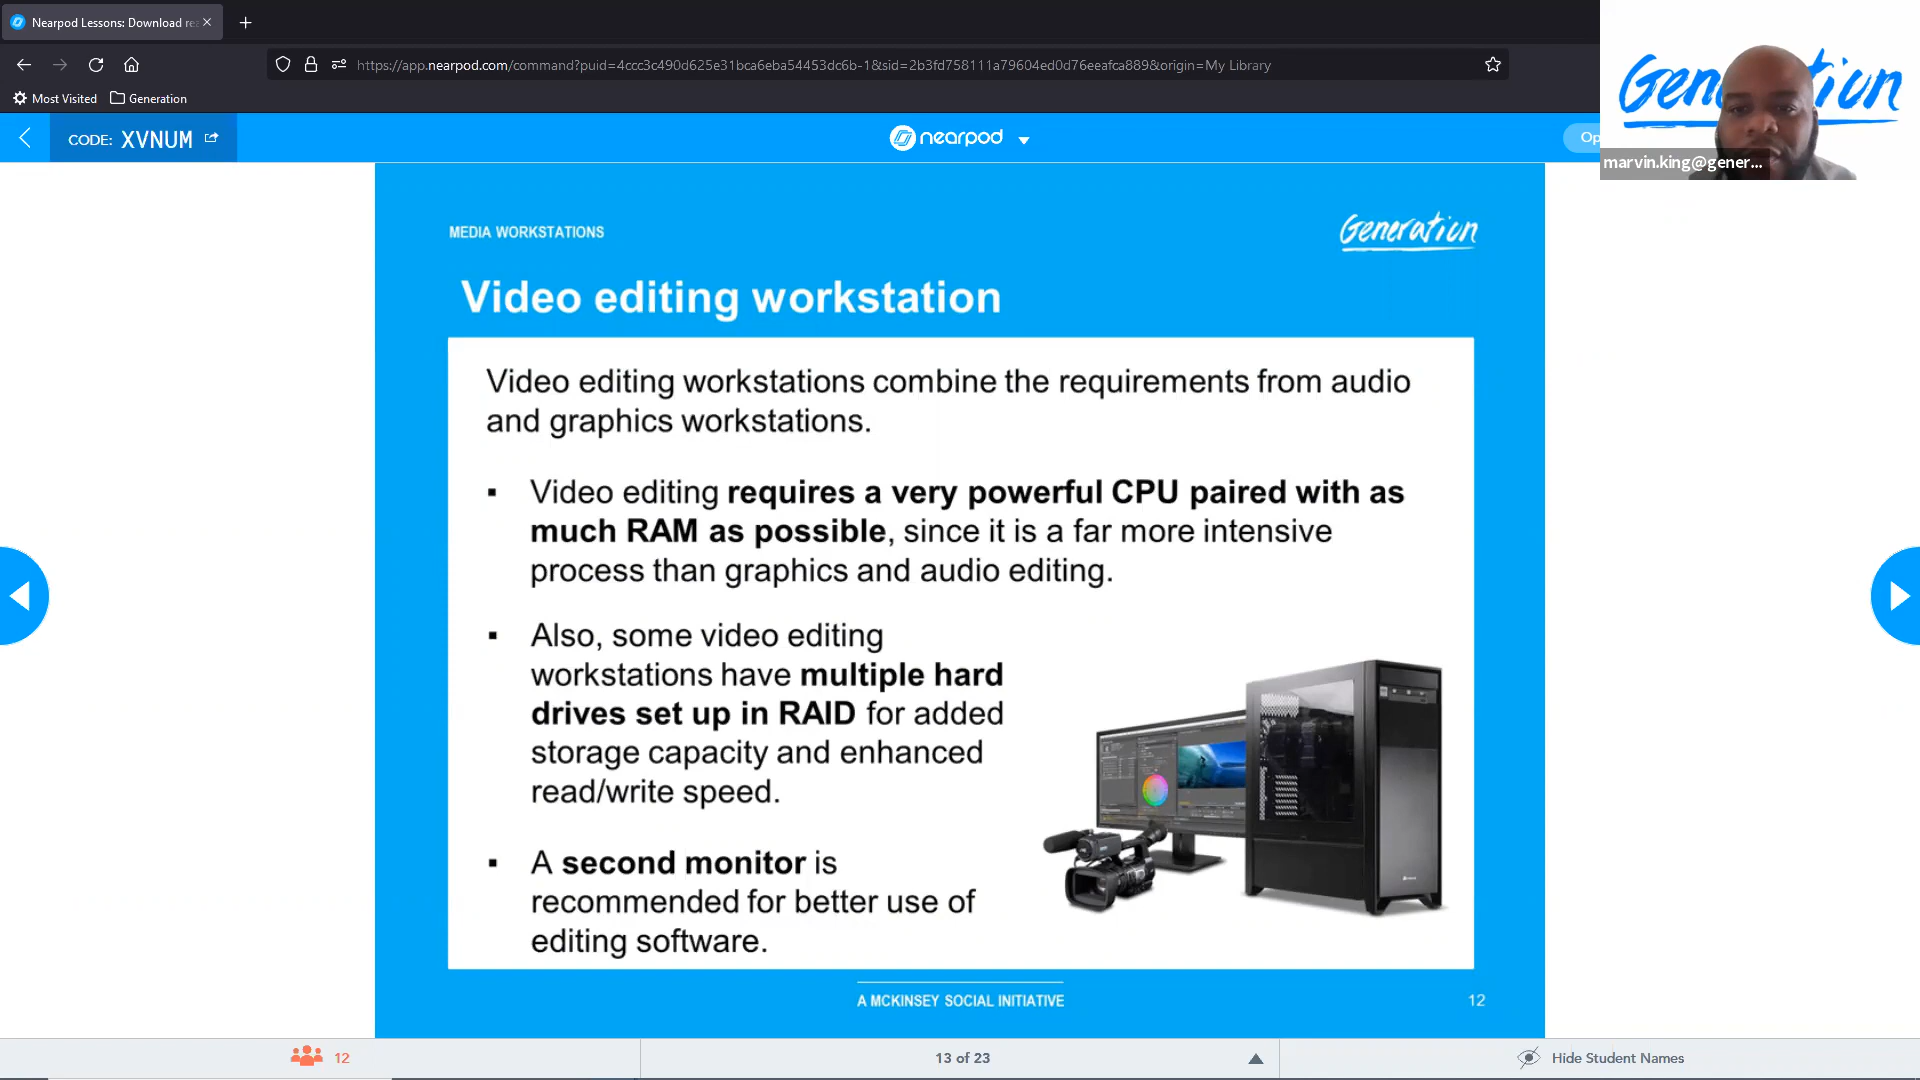 Nearpod Lessons: Download re
https://app.nearpod.com/command?puid=4ccc3c490d625e31bca6eba54453dc6b-1&sid=2b3fd758111a79604ed0d76eeafca889&origin=My Library
Most Visited
Generation
CODE: XVNUM
nearpod
Op
Generation
marvin.king@gener...
MEDIA WORKSTATIONS
Generation
Video editing workstation
Video editing workstations combine the requirements from audio
and graphics workstations.
▪ Video editing requires a very powerful CPU paired with as
much RAM as possible, since it is a far more intensive
process than graphics and audio editing.
▪ Also, some video editing
workstations have multiple hard
drives set up in RAID for added
storage capacity and enhanced
read/write speed.
▪ A second monitor is
recommended for better use of
editing software.
A MCKINSEY SOCIAL INITIATIVE
12
12
13 of 23
Hide Student Names